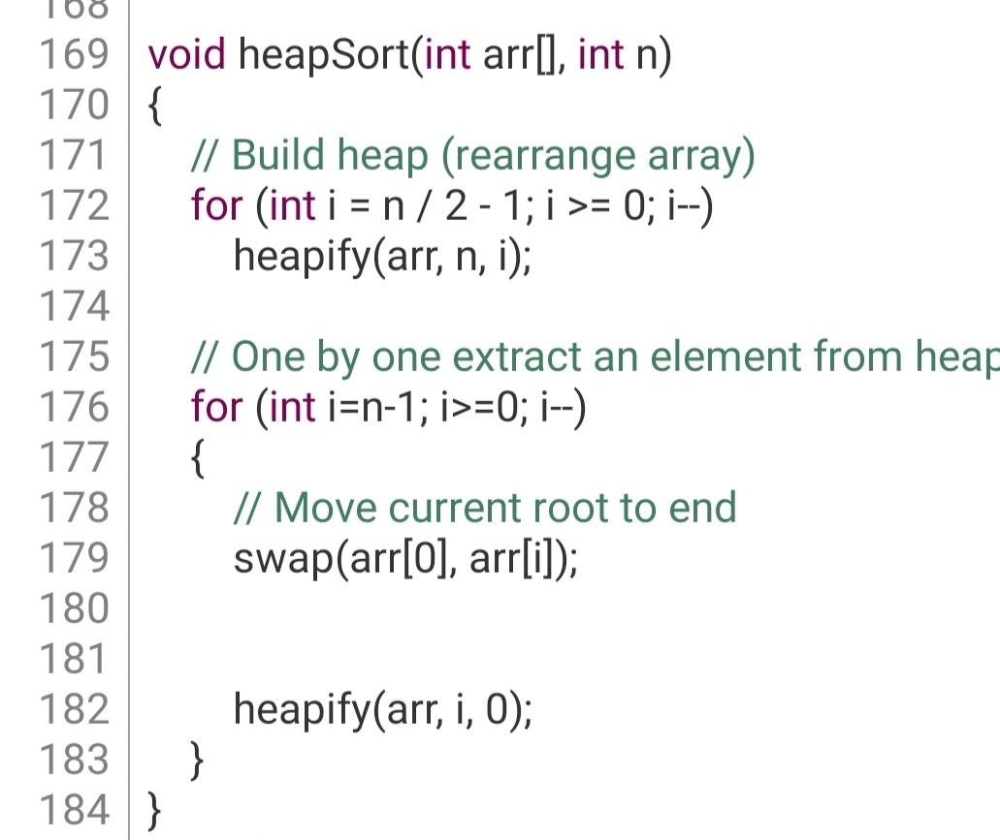 168
169 void heapSort(int arr[], int n)
170 {
171 // Build heap (rearrange array)
172 for (int i = n / 2 - 1; i >= 0; i--)
173 heapify(arr, n, i);
174
175 // One by one extract an element from heap
176 for (int i=n-1; i>=0; i--)
177 {
178 // Move current root to end
179 swap(arr[0], arr[i]);
180
181
182 heapify(arr, i, 0);
183 }
184 }